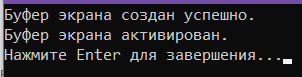 Буфер экрана создан успешно.
Буфер экрана активирован.
Нажмите Enter для завершения...